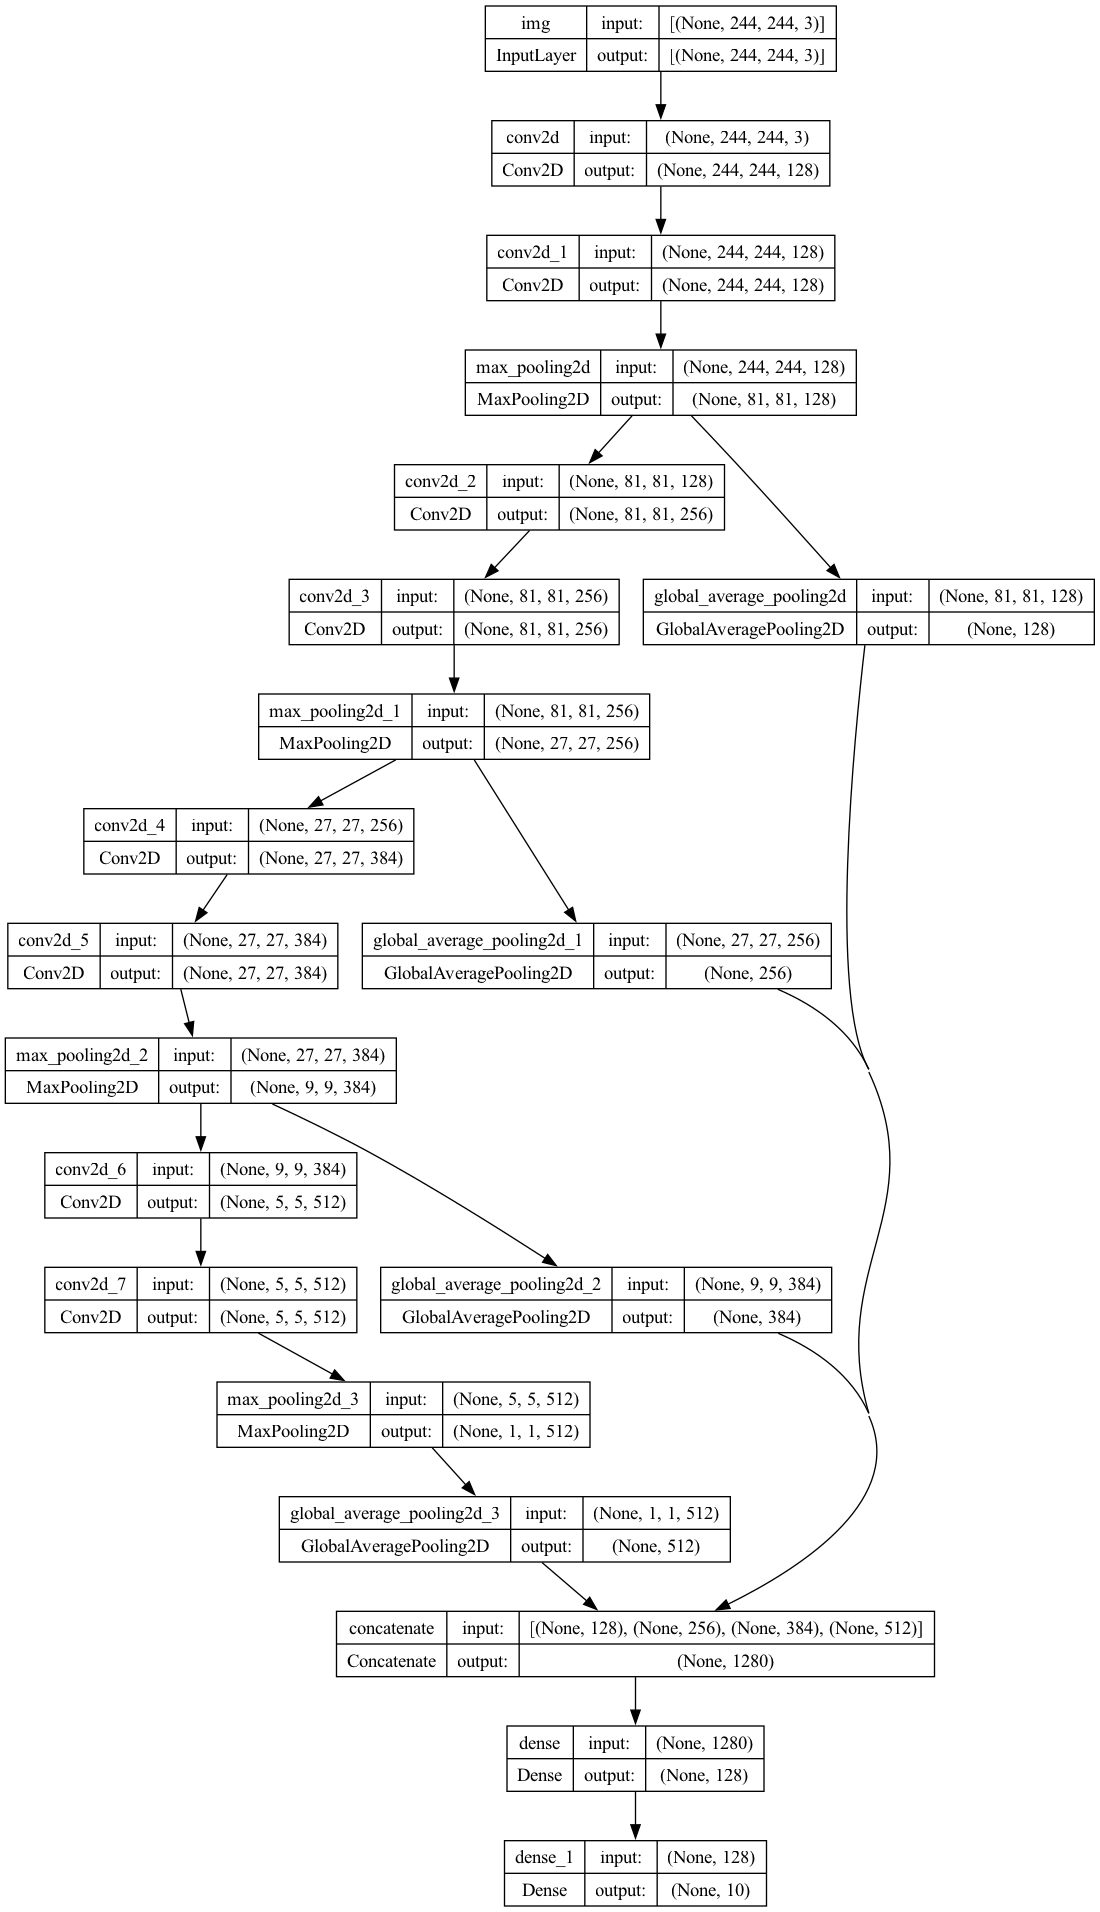 img input: [(None, 244, 244, 3)]
InputLayer output: [(None, 244, 244, 3)]
conv2d input: (None, 244, 244, 3)
Conv2D output: (None, 244, 244, 128)
conv2d_1 input: (None, 244, 244, 128)
Conv2D output: (None, 244, 244, 128)
max_pooling2d input: (None, 244, 244, 128)
MaxPooling2D output: (None, 81, 81, 128)
conv2d_2 input: (None, 81, 81, 128)
Conv2D output: (None, 81, 81, 256)
conv2d_3 input: (None, 81, 81, 256)
Conv2D output: (None, 81, 81, 256)
global_average_pooling2d input: (None, 81, 81, 128)
GlobalAveragePooling2D output: (None, 128)
max_pooling2d_1 input: (None, 81, 81, 256)
MaxPooling2D output: (None, 27, 27, 256)
conv2d_4 input: (None, 27, 27, 256)
Conv2D output: (None, 27, 27, 384)
conv2d_5 input: (None, 27, 27, 384)
Conv2D output: (None, 27, 27, 384)
global_average_pooling2d_1 input: (None, 27, 27, 256)
GlobalAveragePooling2D output: (None, 256)
max_pooling2d_2 input: (None, 27, 27, 384)
MaxPooling2D output: (None, 9, 9, 384)
conv2d_6 input: (None, 9, 9, 384)
Conv2D output: (None, 5, 5, 512)
conv2d_7 input: (None, 5, 5, 512)
Conv2D output: (None, 5, 5, 512)
global_average_pooling2d_2 input: (None, 9, 9, 384)
GlobalAveragePooling2D output: (None, 384)
max_pooling2d_3 input: (None, 5, 5, 512)
MaxPooling2D output: (None, 1, 1, 512)
global_average_pooling2d_3 input: (None, 1, 1, 512)
GlobalAveragePooling2D output: (None, 512)
concatenate input: [(None, 128), (None, 256), (None, 384), (None, 512)]
Concatenate output: (None, 1280)
dense input: (None, 1280)
Dense output: (None, 128)
dense_1 input: (None, 128)
Dense output: (None, 10)